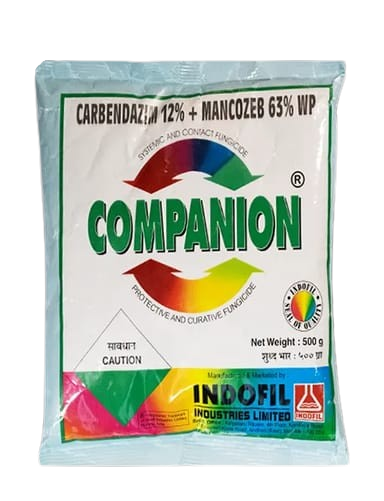 CARBENDAZIM 12% + MANCOZEB 63% WP
SYSTEMIC AND CONTACT FUNGICIDE
COMPANION ®
PROTECTIVE AND CURATIVE FUNGICIDE
INDOFIL
SEAL OF QUALITY
सावधान
CAUTION
Net Weight : 500 g
शुध्द भार : ५०० ग्रा
Manufactured & Marketed by :
INDOFIL
INDUSTRIES LIMITED
INDOFIL